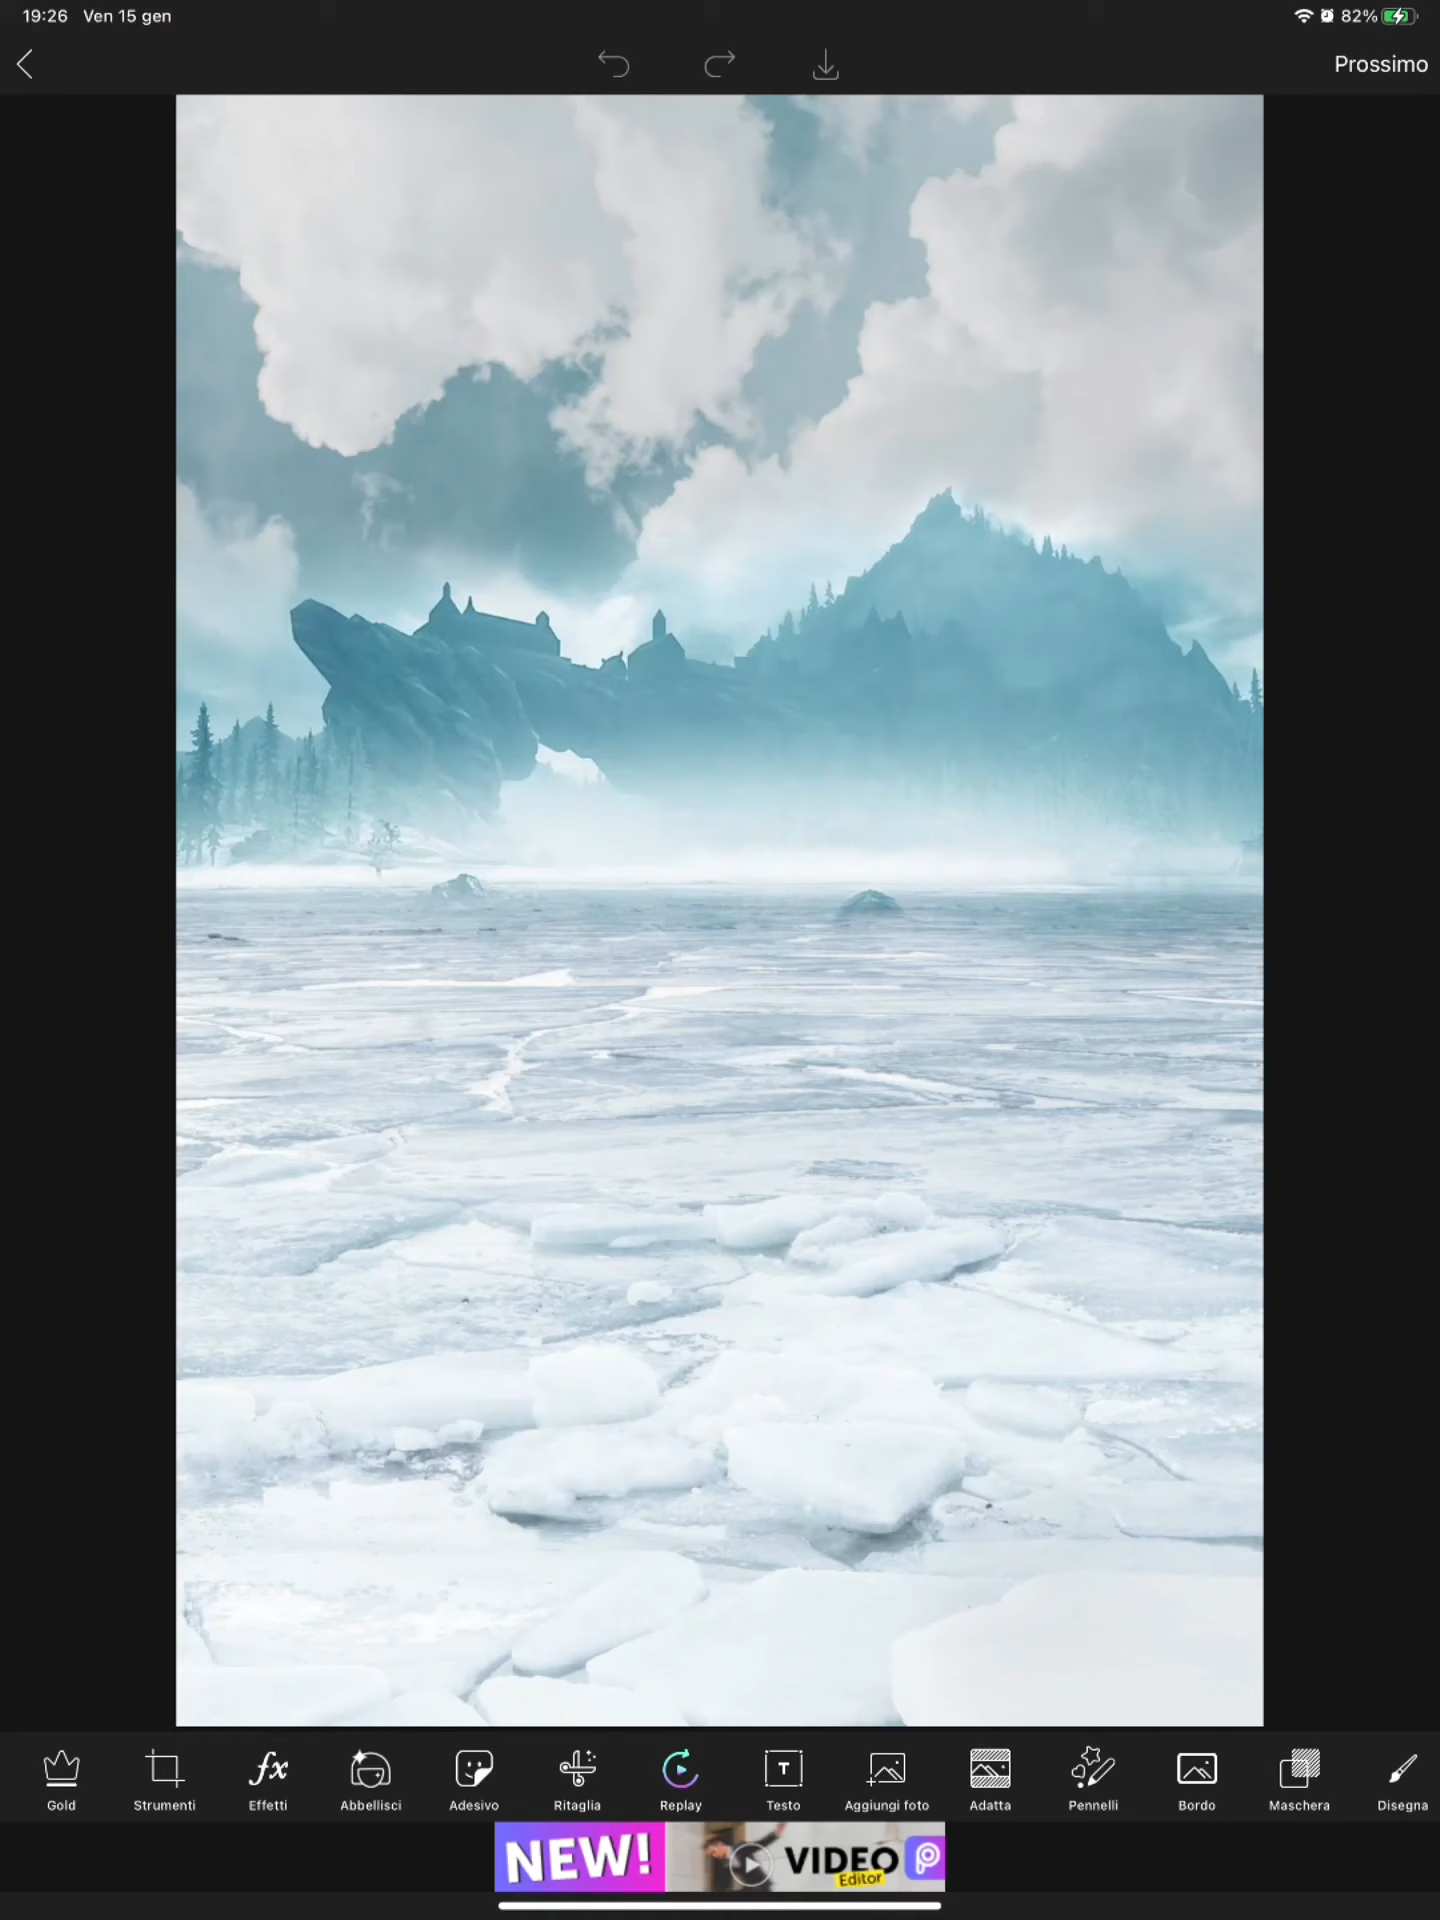 19:26 Ven 15 gen
82%
Prossimo
Gold
Strumenti
fx
Effetti
Abbellisci
Adesivo
Ritaglia
Replay
T
Testo
Aggiungi foto
Adatta
Pennelli
Bordo
Maschera
Disegna
NEW!
VIDEO
Editor